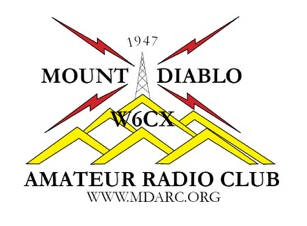 1947
MOUNT DIABLO
W6CX
AMATEUR RADIO CLUB
WWW.MDARC.ORG